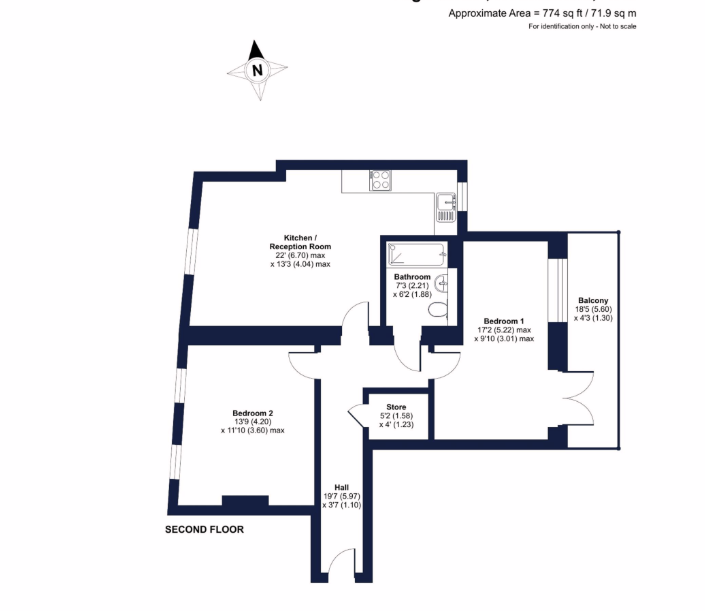 Approximate Area = 774 sq ft / 71.9 sq m
For identification only - Not to scale
N
Kitchen /
Reception Room
22' (6.70) max
x 13'3 (4.04) max
Bathroom
7'3 (2.21)
x 6'2 (1.88)
Bedroom 1
17'2 (5.22) max
x 9'10 (3.01) max
Balcony
18'5 (5.60)
x 4'3 (1.30)
Bedroom 2
13'9 (4.20)
x 11'10 (3.60) max
Store
5'2 (1.58)
x 4' (1.23)
Hall
19'7 (5.97)
x 3'7 (1.10)
SECOND FLOOR